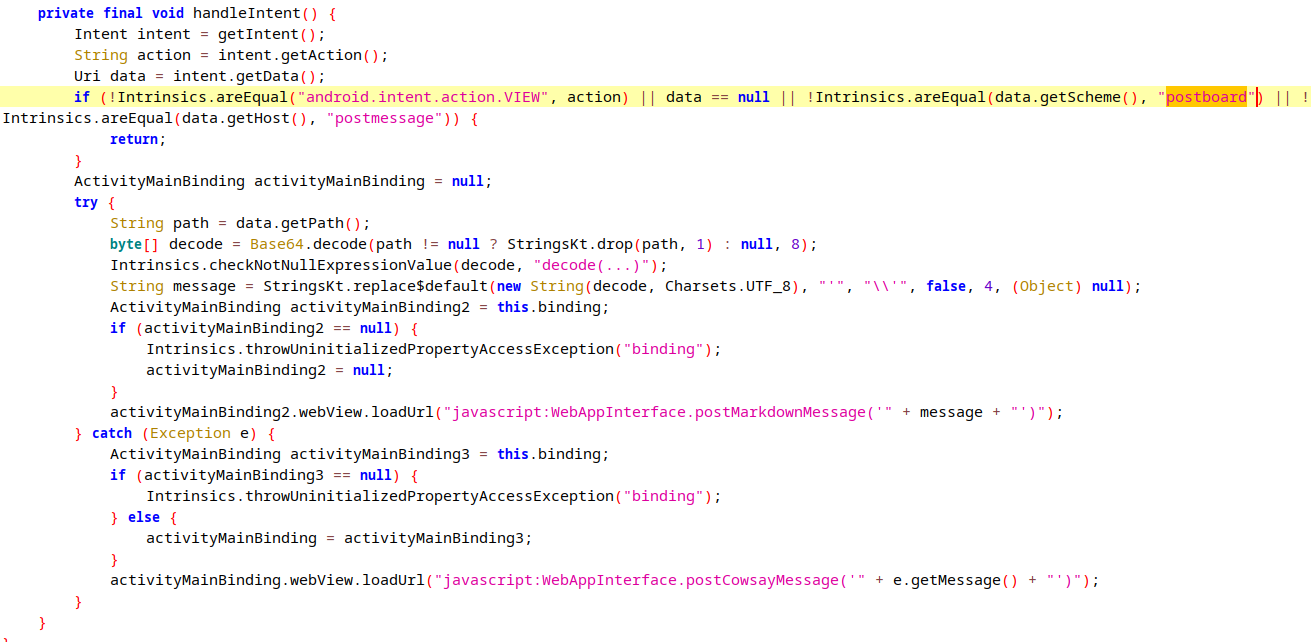 private final void handleIntent() {
Intent intent = getIntent();
String action = intent.getAction();
Uri data = intent.getData();
if (!Intrinsics.areEqual("android.intent.action.VIEW", action) || data == null || !Intrinsics.areEqual(data.getScheme(), "postboard") || !
Intrinsics.areEqual(data.getHost(), "postmessage")) {
return;
}
ActivityMainBinding activityMainBinding = null;
try {
String path = data.getPath();
byte[] decode = Base64.decode(path != null ? StringsKt.drop(path, 1) : null, 8);
Intrinsics.checkNotNullExpressionValue(decode, "decode(...)");
String message = StringsKt.replace$default(new String(decode, Charsets.UTF_8), "'", "\\'", false, 4, (Object) null);
ActivityMainBinding activityMainBinding2 = this.binding;
if (activityMainBinding2 == null) {
Intrinsics.throwUninitializedPropertyAccessException("binding");
activityMainBinding2 = null;
}
activityMainBinding2.webView.loadUrl("javascript:WebAppInterface.postMarkdownMessage('" + message + "')");
} catch (Exception e) {
ActivityMainBinding activityMainBinding3 = this.binding;
if (activityMainBinding3 == null) {
Intrinsics.throwUninitializedPropertyAccessException("binding");
} else {
activityMainBinding = activityMainBinding3;
}
activityMainBinding.webView.loadUrl("javascript:WebAppInterface.postCowsayMessage('" + e.getMessage() + "')");
}
}